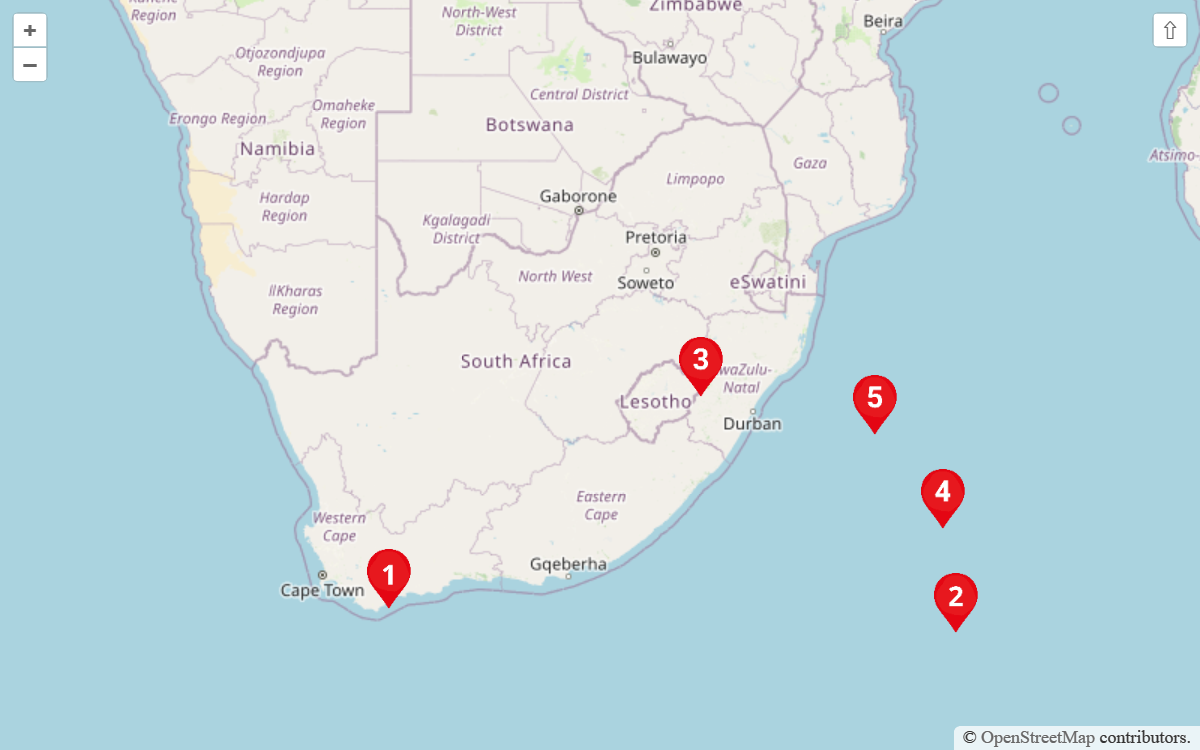 +
−
⇧
Region
North-West
District
Zimbabwe
Beira
Otjozondjupa
Region
Bulawayo
Central District
Omaheke
Region
Erongo Region
Botswana
Namibia
Gaza
Atsimo-
Limpopo
Hardap
Region
Gaborone
Kgalagadi
District
Pretoria
North West
Soweto
eSwatini
llKharas
Region
South Africa
3
waZulu-
Natal
5
Lesotho
Durban
4
Eastern
Cape
Western
Cape
Gqeberha
1
Cape Town
2
© OpenStreetMap contributors.